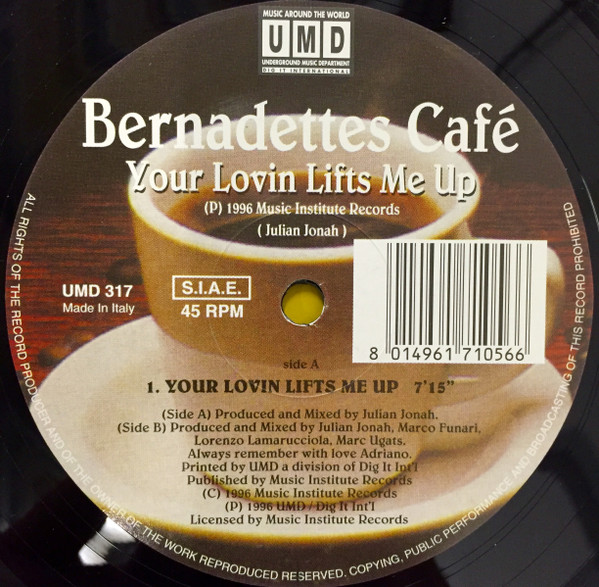 MUSIC AROUND THE WORLD
UMD
UNDERGROUND MUSIC DEPARTMENT
DIG IT INTERNATIONAL
Bernadettes Café
Your Lovin Lifts Me Up
(P) 1996 Music Institute Records
( Julian Jonah )
UMD 317
Made In Italy
S.I.A.E.
45 RPM
8 014961 710566
side A
1. YOUR LOVIN LIFTS ME UP 7'15"
(Side A) Produced and Mixed by Julian Jonah,
(Side B) Produced and Mixed by Julian Jonah, Marco Funari,
Lorenzo Lamarucciola, Marc Ugats.
Always remember with love Adriano.
Printed by UMD a division of Dig It Int'l
Published by Music Institute Records
(C) 1996 Music Institute Records
(P) 1996 UMD / Dig It Int'l
Licensed by Music Institute Records
ALL RIGHTS OF THE RECORD PRODUCER AND OF THE OWNER OF THE WORK REPRODUCED RESERVED. COPYING, PUBLIC PERFORMANCE AND BROADCASTING OF THIS RECORD PROHIBITED